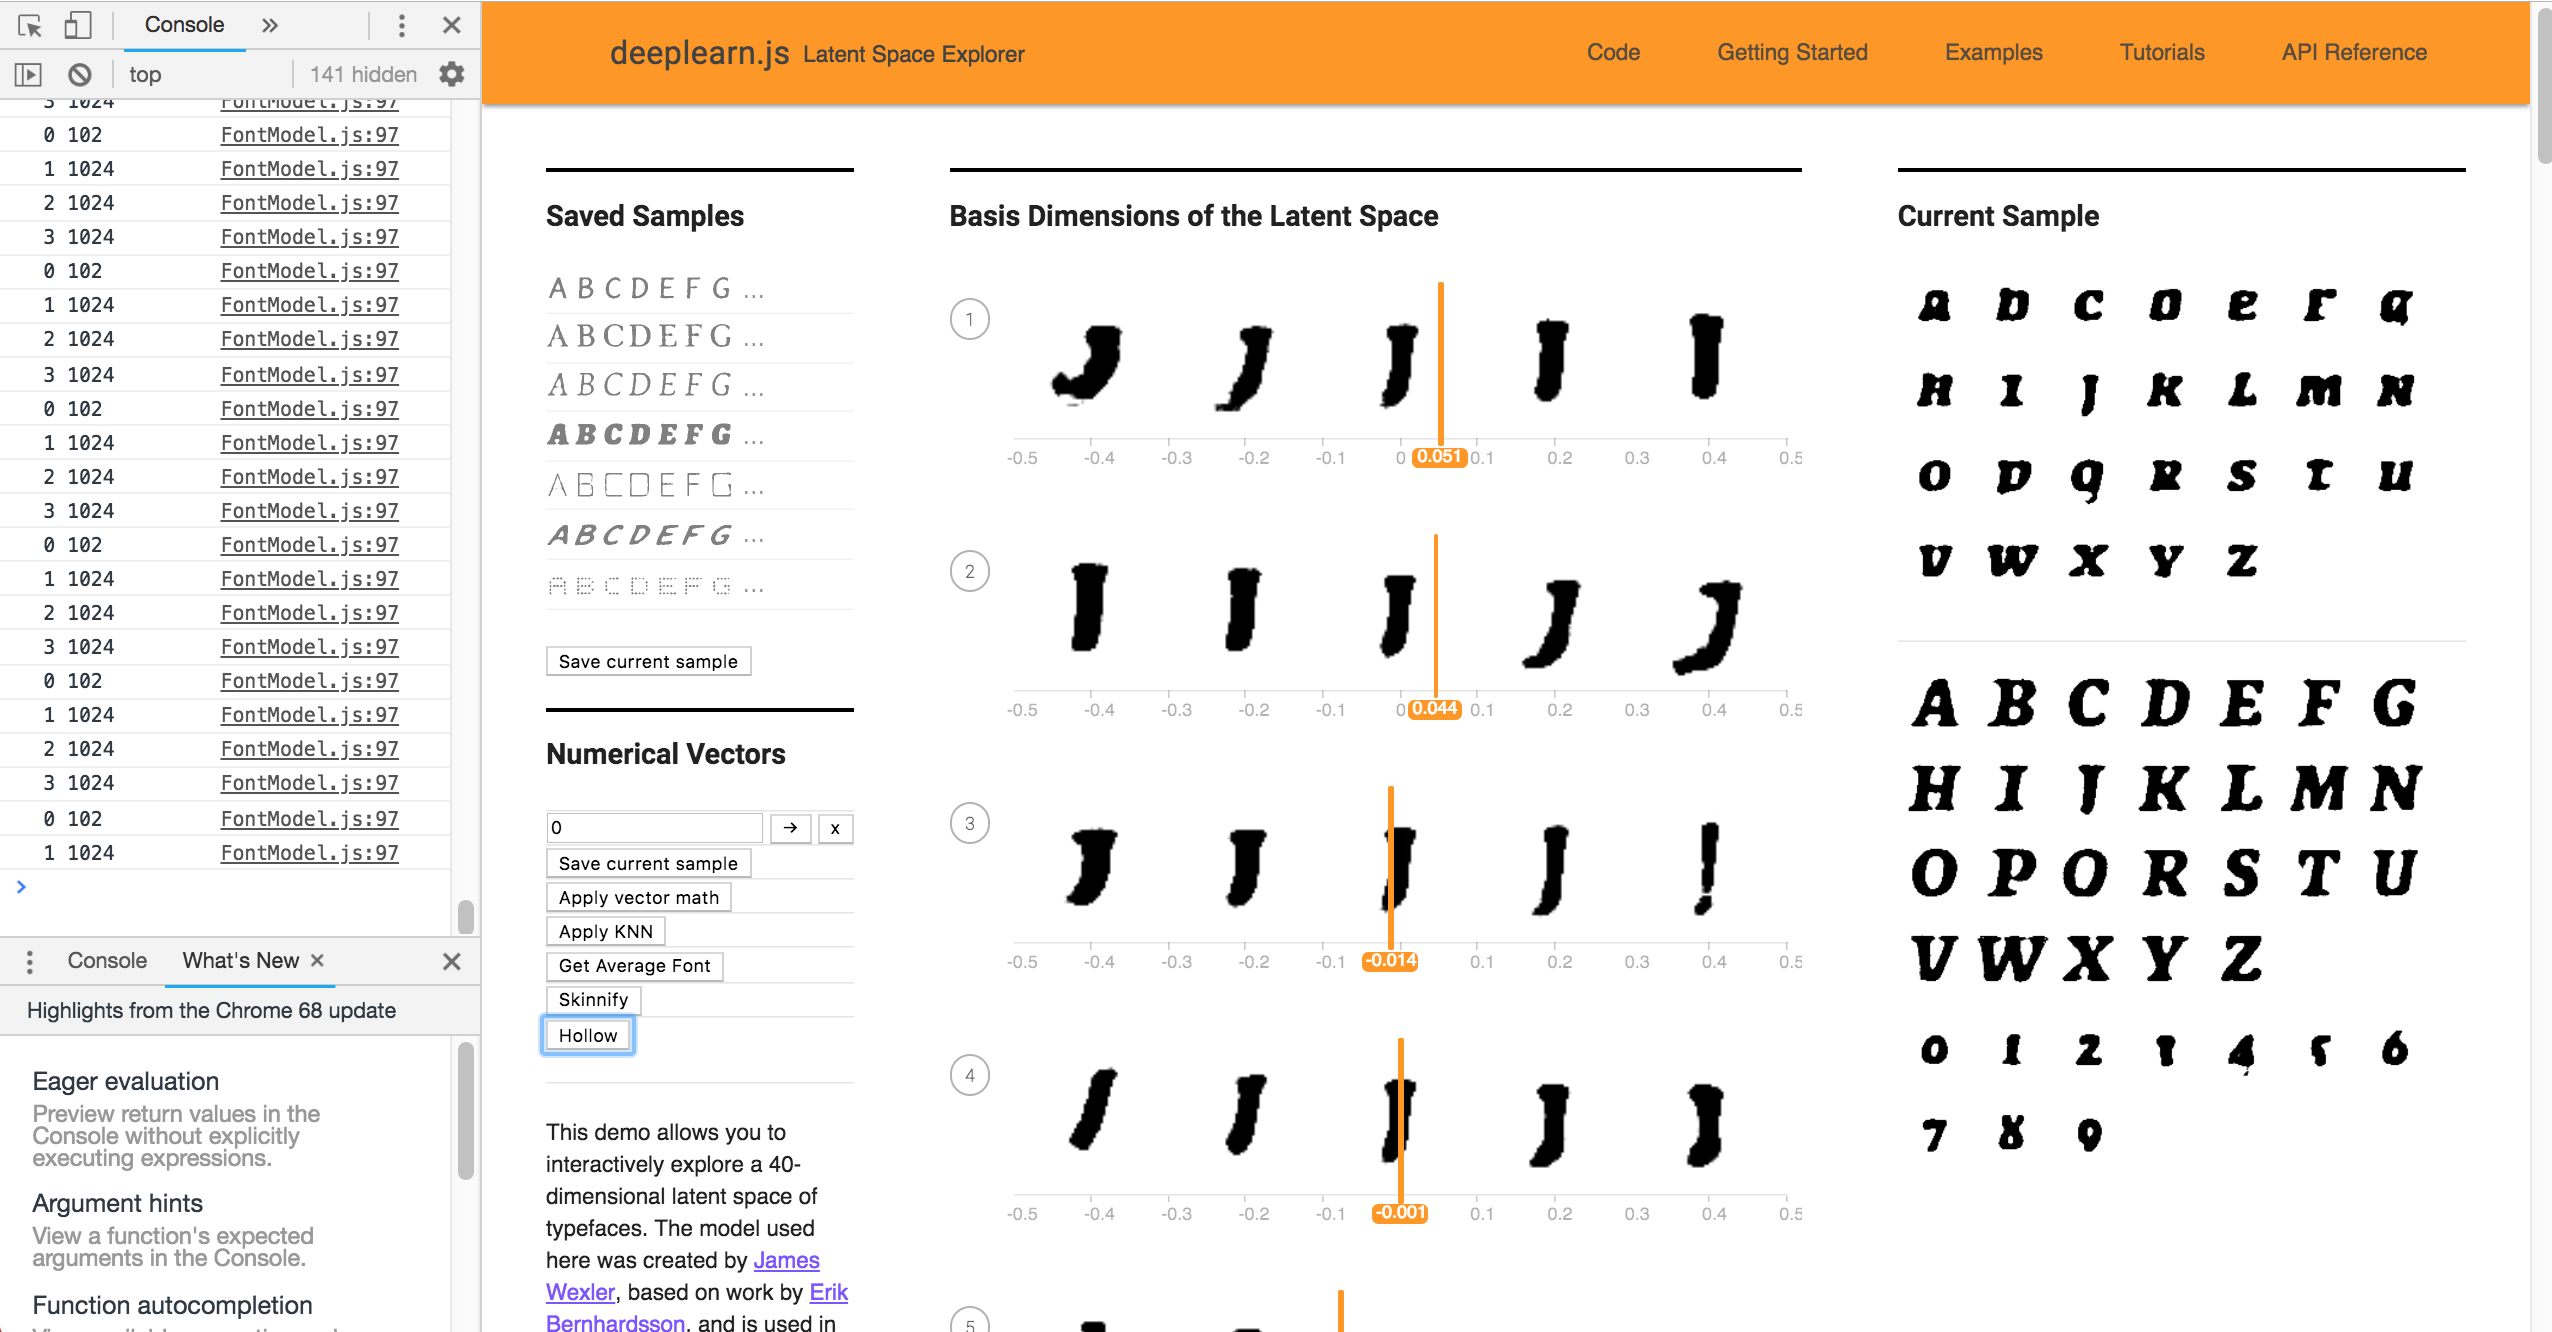 Console »
top 141 hidden
3 1024 FontModel.js:97
0 102 FontModel.js:97
1 1024 FontModel.js:97
2 1024 FontModel.js:97
3 1024 FontModel.js:97
0 102 FontModel.js:97
1 1024 FontModel.js:97
2 1024 FontModel.js:97
3 1024 FontModel.js:97
0 102 FontModel.js:97
1 1024 FontModel.js:97
2 1024 FontModel.js:97
3 1024 FontModel.js:97
0 102 FontModel.js:97
1 1024 FontModel.js:97
2 1024 FontModel.js:97
3 1024 FontModel.js:97
0 102 FontModel.js:97
1 1024 FontModel.js:97
2 1024 FontModel.js:97
3 1024 FontModel.js:97
0 102 FontModel.js:97
1 1024 FontModel.js:97
>
Console What's New ×
Highlights from the Chrome 68 update
Eager evaluation
Preview return values in the
Console without explicitly
executing expressions.
Argument hints
View a function's expected
arguments in the Console.
Function autocompletion
deeplearn.js Latent Space Explorer Code Getting Started Examples Tutorials API Reference
Saved Samples
A B C D E F G ...
A B C D E F G ...
A B C D E F G ...
A B C D E F G ...
A B C D E F G ...
A B C D E F G ...
A B C D E F G ...
Save current sample
Numerical Vectors
0 → x
Save current sample
Apply vector math
Apply KNN
Get Average Font
Skinnify
Hollow
This demo allows you to
interactively explore a 40-
dimensional latent space of
typefaces. The model used
here was created by James
Wexler, based on work by Erik
Bernhardsson, and is used in
Basis Dimensions of the Latent Space
1
J J J J I
-0.5 -0.4 -0.3 -0.2 -0.1 0 0.051 0.1 0.2 0.3 0.4 0.5
2
I I J J J
-0.5 -0.4 -0.3 -0.2 -0.1 0 0.044 0.1 0.2 0.3 0.4 0.5
3
J J J J !
-0.5 -0.4 -0.3 -0.2 -0.1 -0.014 0.1 0.2 0.3 0.4 0.5
4
J J J J J
-0.5 -0.4 -0.3 -0.2 -0.1 -0.001 0.1 0.2 0.3 0.4 0.5
5
Current Sample
a D C O e F q
H I J K L M N
O D Q R S T U
V W X Y Z
A B C D E F G
H I J K L M N
O P O R S T U
V W X Y Z
0 1 2 4 6
7 8 9